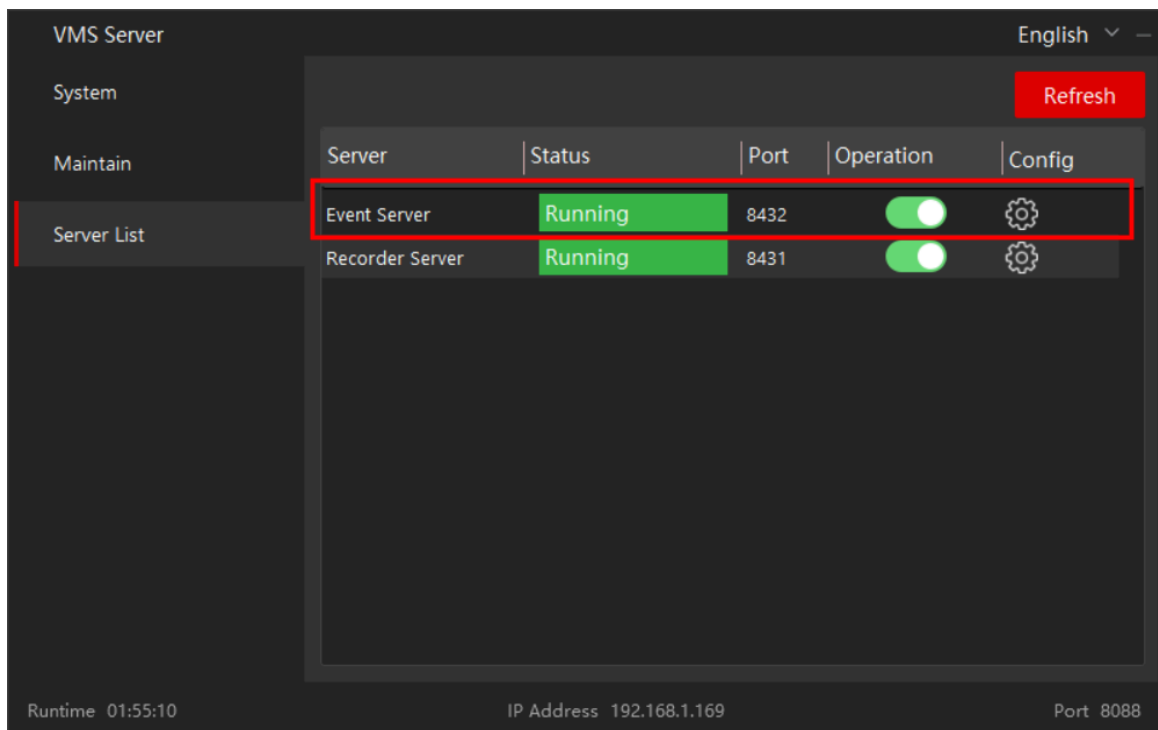 VMS Server English
System
Refresh
Maintain
Server Status Port Operation Config
Event Server Running 8432
Server List
Recorder Server Running 8431
Runtime 01:55:10 IP Address 192.168.1.169 Port 8088